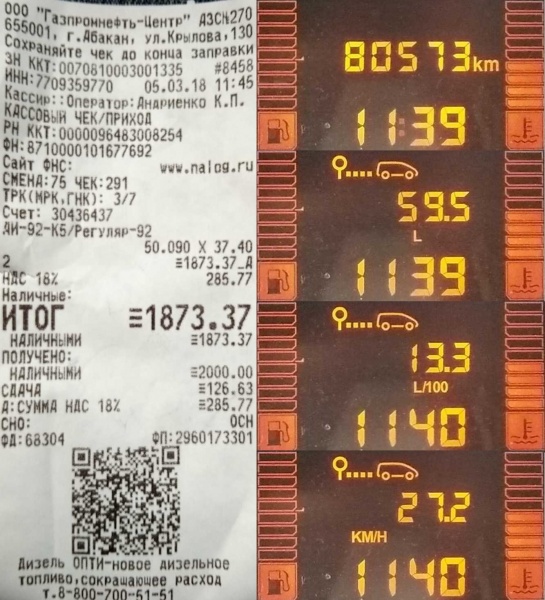 ООО "Газпромнефть-Центр" АЗС№270
655001, г.Абакан, ул.Крылова,130
Сохраняйте чек до конца заправки
ЗН ККТ:0070810003001335 #8458
ИНН:7709359770 05.03.18 11:45
Кассир::Оператор:Андриенко К.П.
КАССОВЫЙ ЧЕК/ПРИХОД
РН ККТ:0000096483008254
ФН:8710000101677692
Сайт ФНС: www.nalog.ru
СМЕНА:75 ЧЕК:291
ТРК(МРК,ГНК): 3/7
Счет: 30436437
АИ-92-К5/Регуляр-92
50.090 X 37.40
2 ≡1873.37_А
НДС 18% 285.77
Наличные:
ИТОГ ≡1873.37
НАЛИЧНЫМИ ≡1873.37
ПОЛУЧЕНО:
НАЛИЧНЫМИ ≡2000.00
СДАЧА ≡126.63
А:СУММА НДС 18% ≡285.77
СНО: ОСН
ФД:68304 ФП:2960173301
Дизель ОПТИ-новое дизельное
топливо,сокращающее расход
т.8-800-700-51-51
80573km
11:39
59.5
L
1139
13.3
L/100
1140
27.2
KM/H
1140